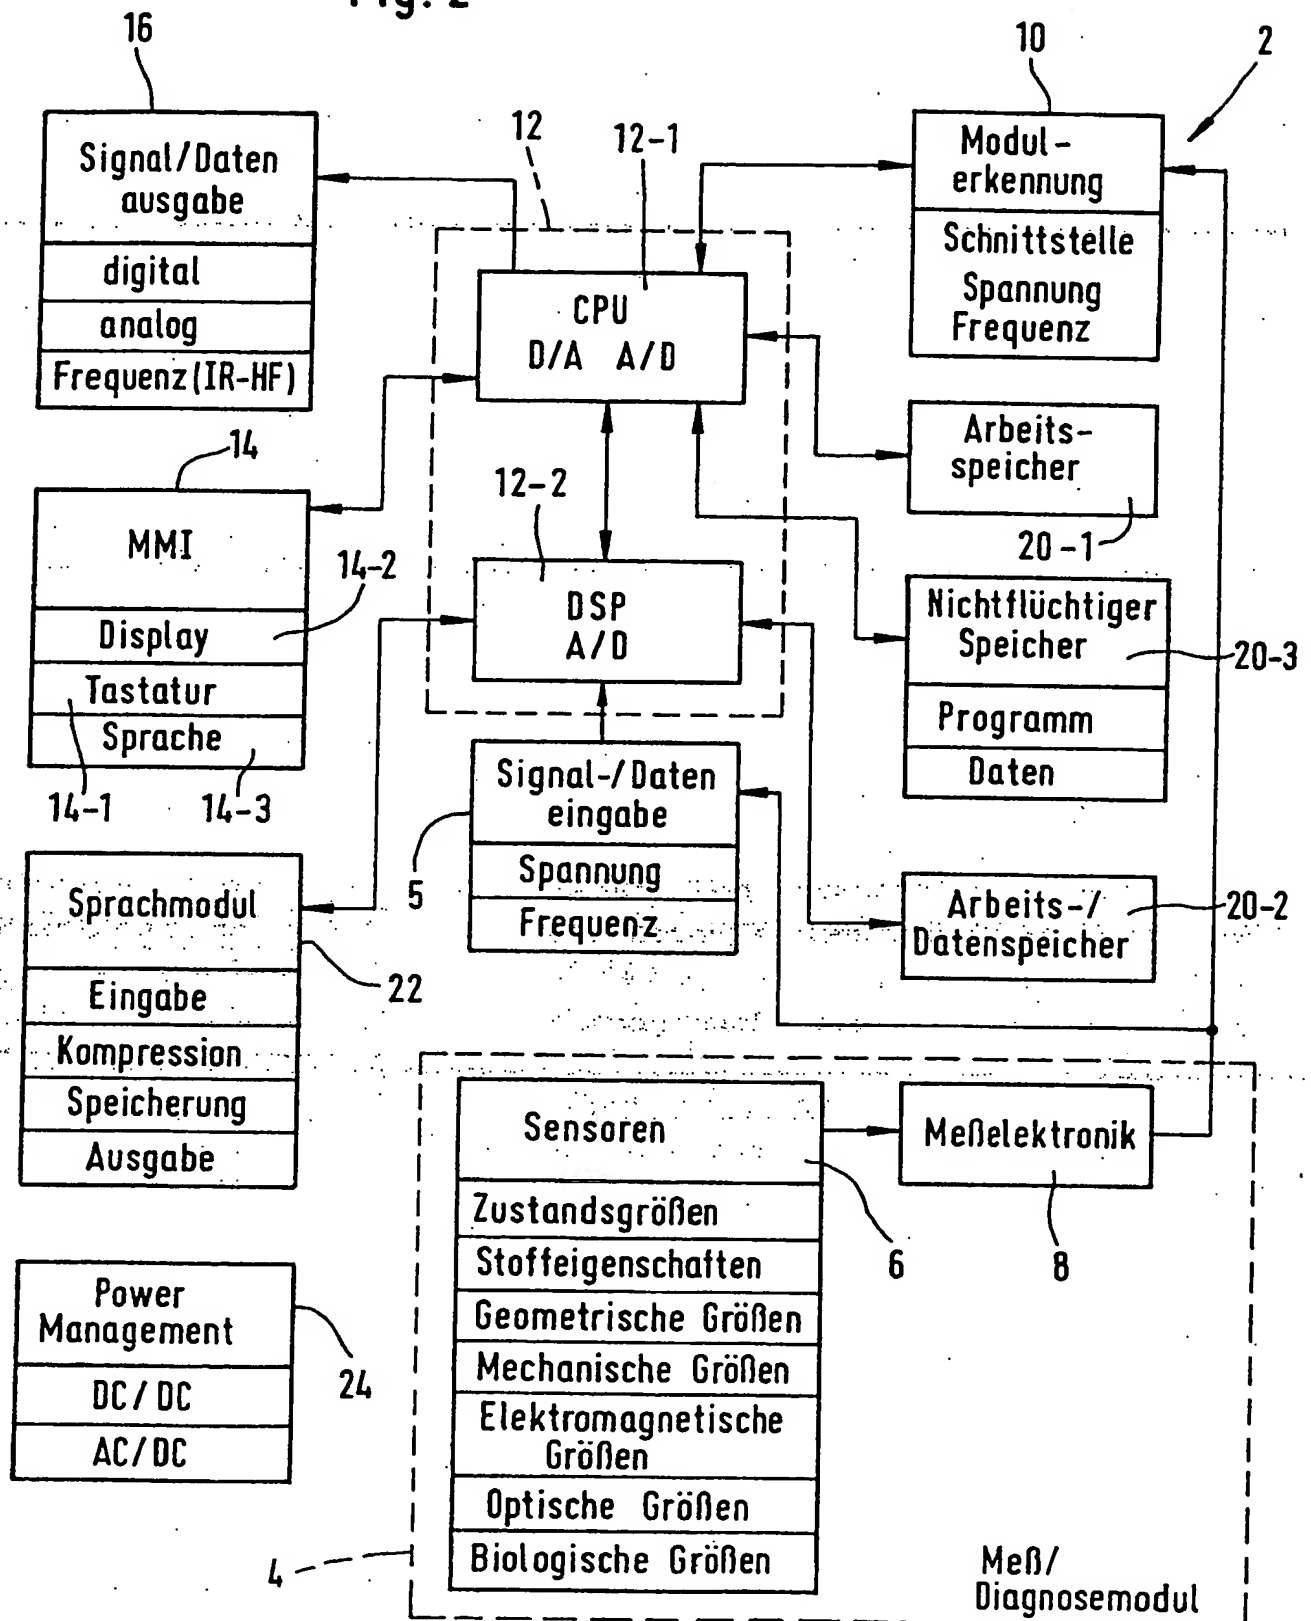 Fig. 2
16
10
2
12
12-1
Signal/Daten
ausgabe
digital
analog
Frequenz(IR-HF)
CPU
D/A A/D
Modul-
erkennung
Schnittstelle
Spannung
Frequenz
Arbeits-
speicher
20-1
14
MMI
14-2
Display
Tastatur
Sprache
14-1
14-3
12-2
DSP
A/D
Nichtflüchtiger
Speicher
20-3
Programm
Daten
Signal-/Daten
eingabe
Spannung
Frequenz
5
Arbeits-/
Datenspeicher
20-2
Sprachmodul
22
Eingabe
Kompression
Speicherung
Ausgabe
Sensoren
Zustandsgrößen
Stoffeigenschaften
Geometrische Größen
Mechanische Größen
Elektromagnetische
Größen
Optische Größen
Biologische Größen
6
Meßelektronik
8
Power
Management
DC/DC
AC/DC
24
4
Meß/
Diagnosemodul